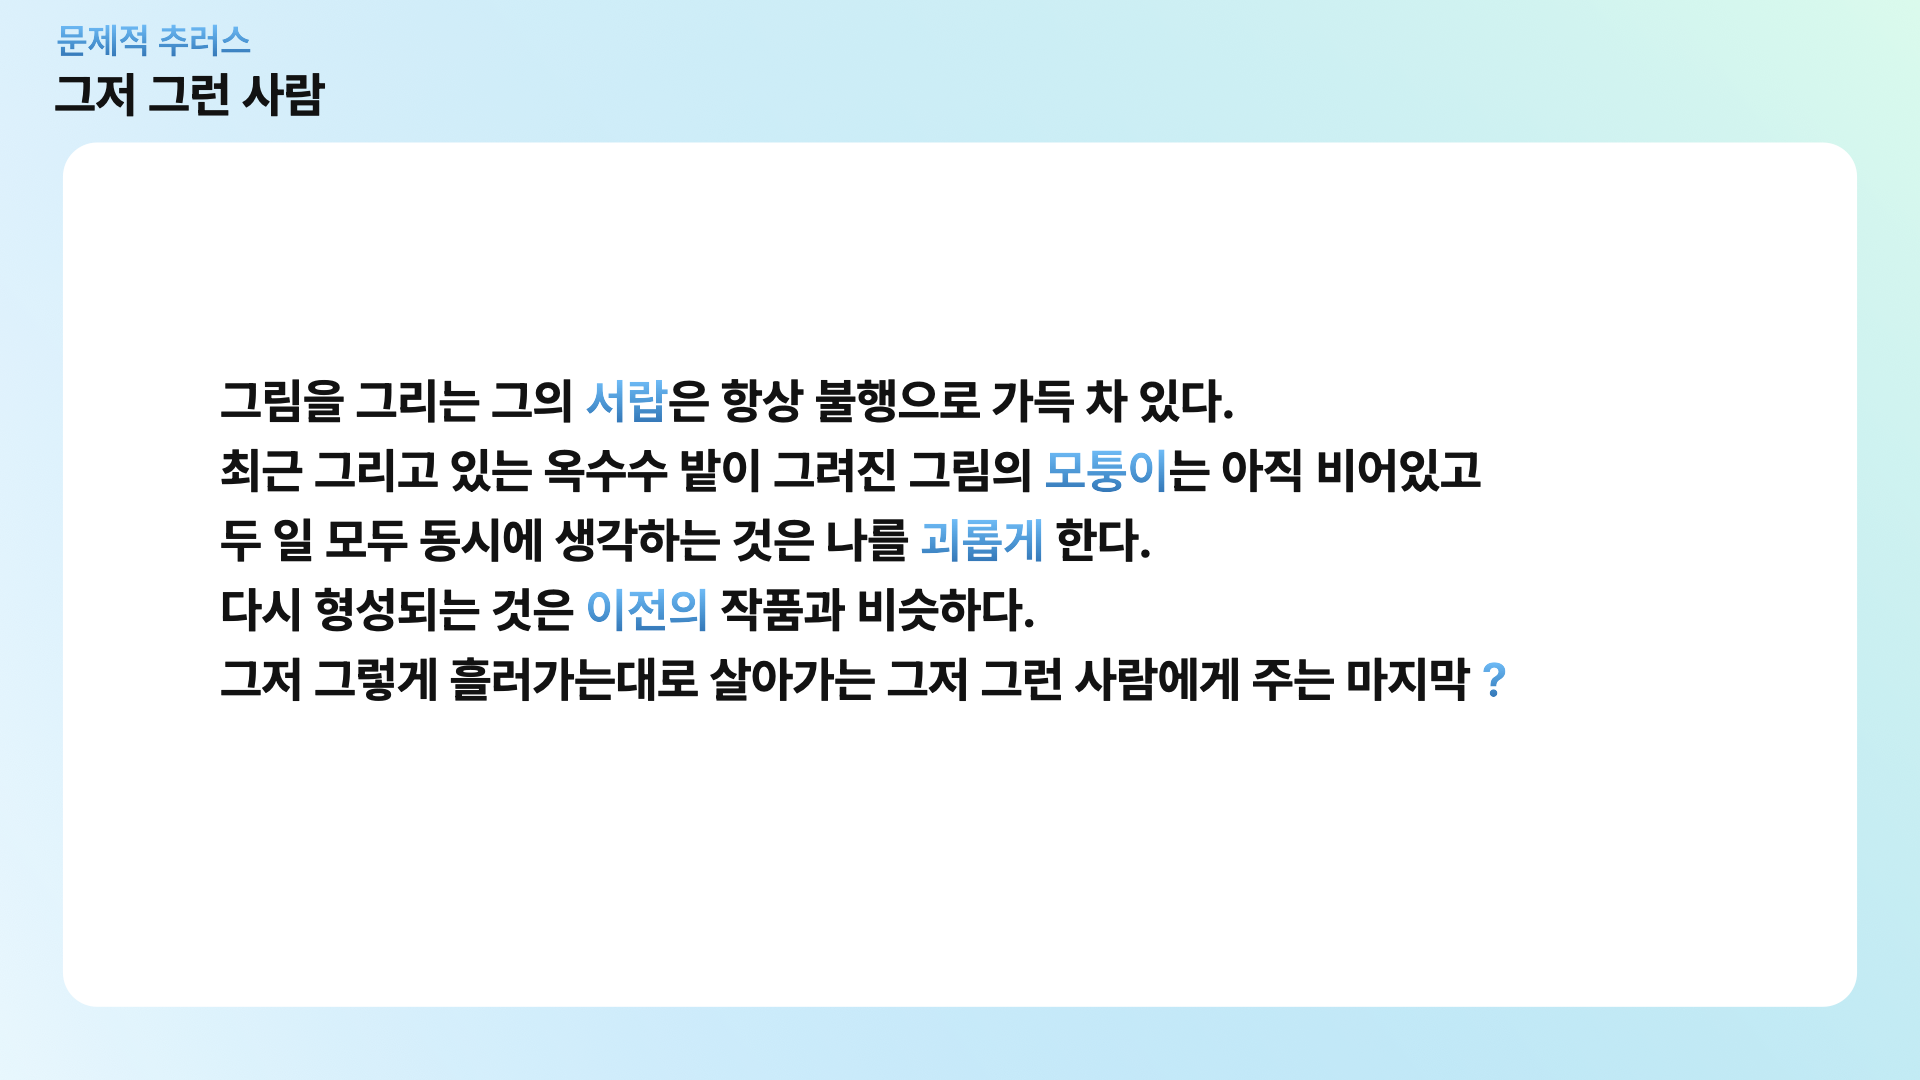 문제적 추러스
그저 그런 사람
그림을 그리는 그의 서랍은 항상 불행으로 가득 차 있다.
최근 그리고 있는 옥수수 밭이 그려진 그림의 모퉁이는 아직 비어있고
두 일 모두 동시에 생각하는 것은 나를 괴롭게 한다.
다시 형성되는 것은 이전의 작품과 비슷하다.
그저 그렇게 흘러가는대로 살아가는 그저 그런 사람에게 주는 마지막 ?